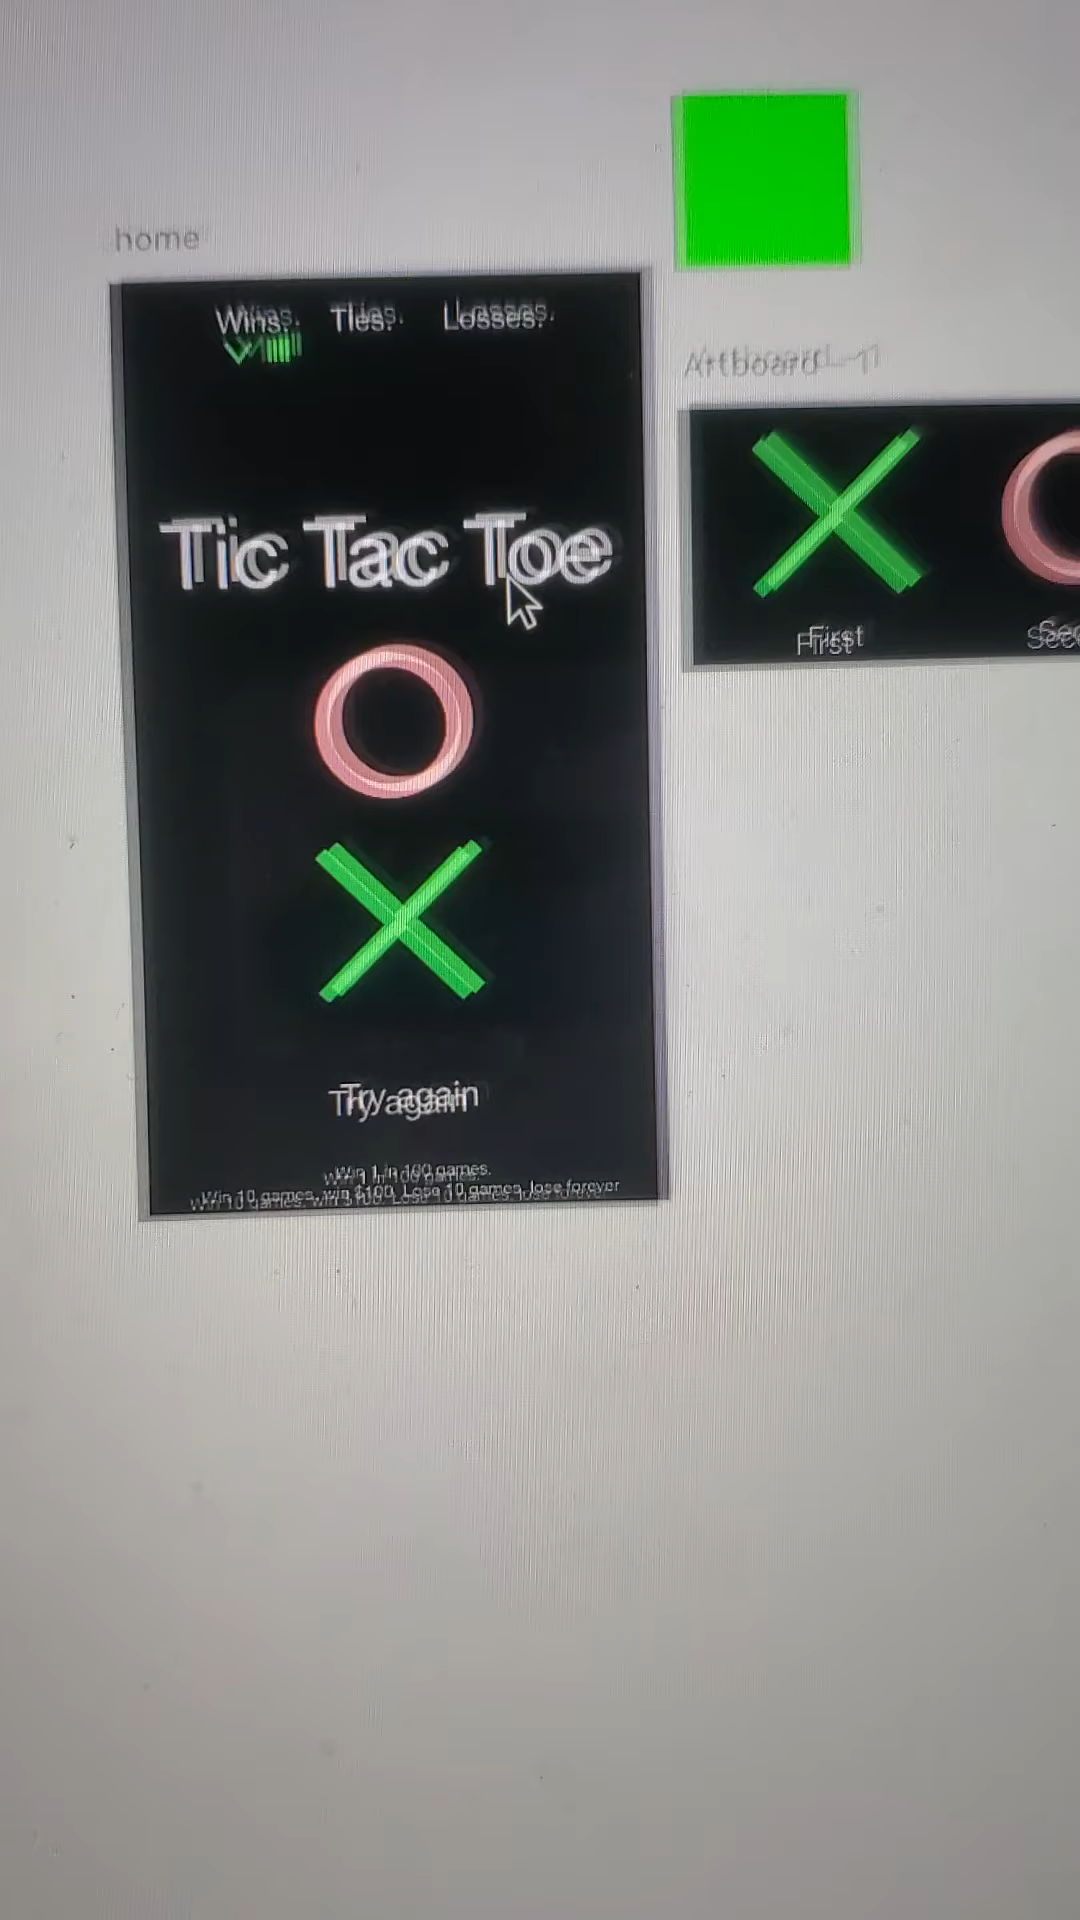 home
Wins. Ties. Losses.
Tic Tac Toe
Try again
Win 1 in 100 games.
Win 10 games, win $100. Lose 10 games, lose forever
Artboard – 1
First